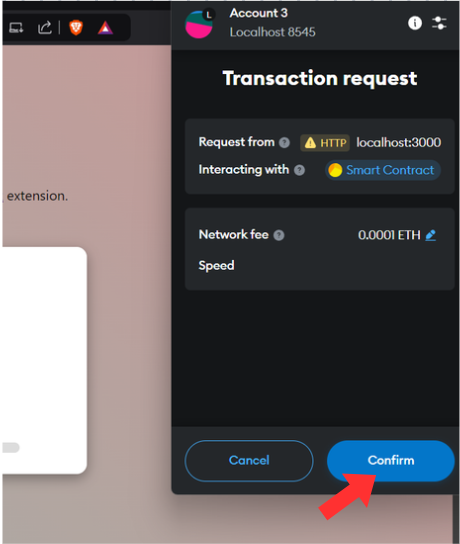 Account 3
L
Localhost 8545
Transaction request
Request from ? HTTP localhost:3000
Interacting with ? Smart Contract
extension.
Network fee ? 0.0001 ETH
Speed
Cancel Confirm